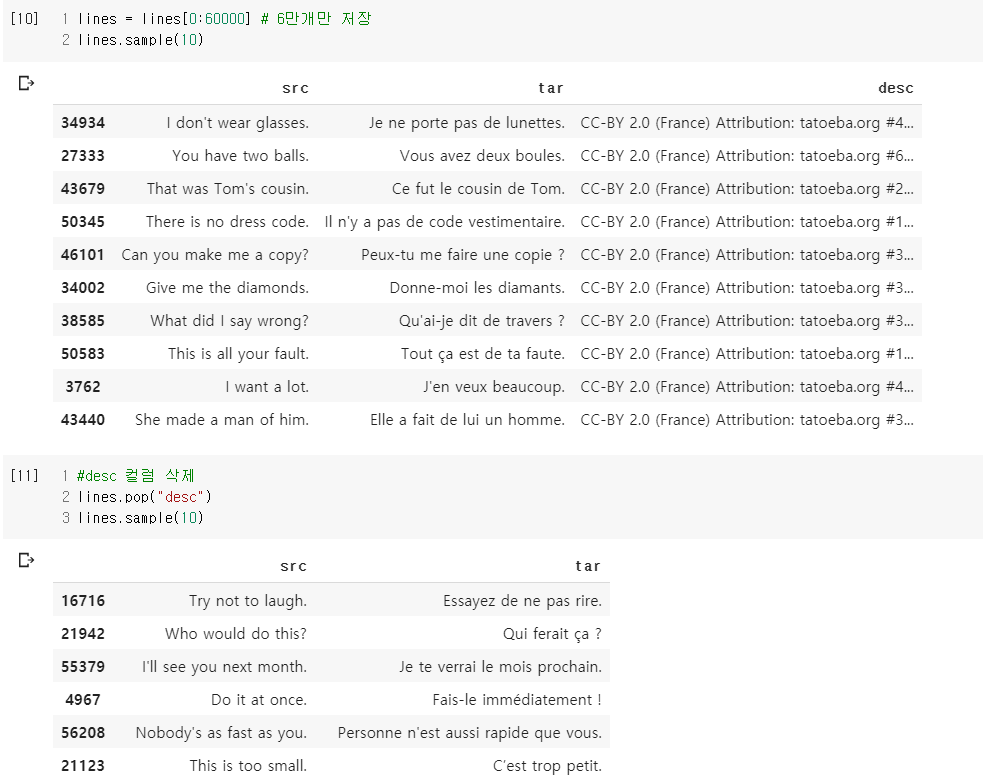 [10] 1 lines = lines[0:60000] # 6만개만 저장
2 lines.sample(10)
src tar desc
34934 I don't wear glasses. Je ne porte pas de lunettes. CC-BY 2.0 (France) Attribution: tatoeba.org #4...
27333 You have two balls. Vous avez deux boules. CC-BY 2.0 (France) Attribution: tatoeba.org #6...
43679 That was Tom's cousin. Ce fut le cousin de Tom. CC-BY 2.0 (France) Attribution: tatoeba.org #2...
50345 There is no dress code. Il n'y a pas de code vestimentaire. CC-BY 2.0 (France) Attribution: tatoeba.org #1...
46101 Can you make me a copy? Peux-tu me faire une copie ? CC-BY 2.0 (France) Attribution: tatoeba.org #3...
34002 Give me the diamonds. Donne-moi les diamants. CC-BY 2.0 (France) Attribution: tatoeba.org #3...
38585 What did I say wrong? Qu'ai-je dit de travers ? CC-BY 2.0 (France) Attribution: tatoeba.org #3...
50583 This is all your fault. Tout ça est de ta faute. CC-BY 2.0 (France) Attribution: tatoeba.org #1...
3762 I want a lot. J'en veux beaucoup. CC-BY 2.0 (France) Attribution: tatoeba.org #4...
43440 She made a man of him. Elle a fait de lui un homme. CC-BY 2.0 (France) Attribution: tatoeba.org #3...
[11] 1 #desc 컬럼 삭제
2 lines.pop("desc")
3 lines.sample(10)
src tar
16716 Try not to laugh. Essayez de ne pas rire.
21942 Who would do this? Qui ferait ça ?
55379 I'll see you next month. Je te verrai le mois prochain.
4967 Do it at once. Fais-le immédiatement !
56208 Nobody's as fast as you. Personne n'est aussi rapide que vous.
21123 This is too small. C'est trop petit.